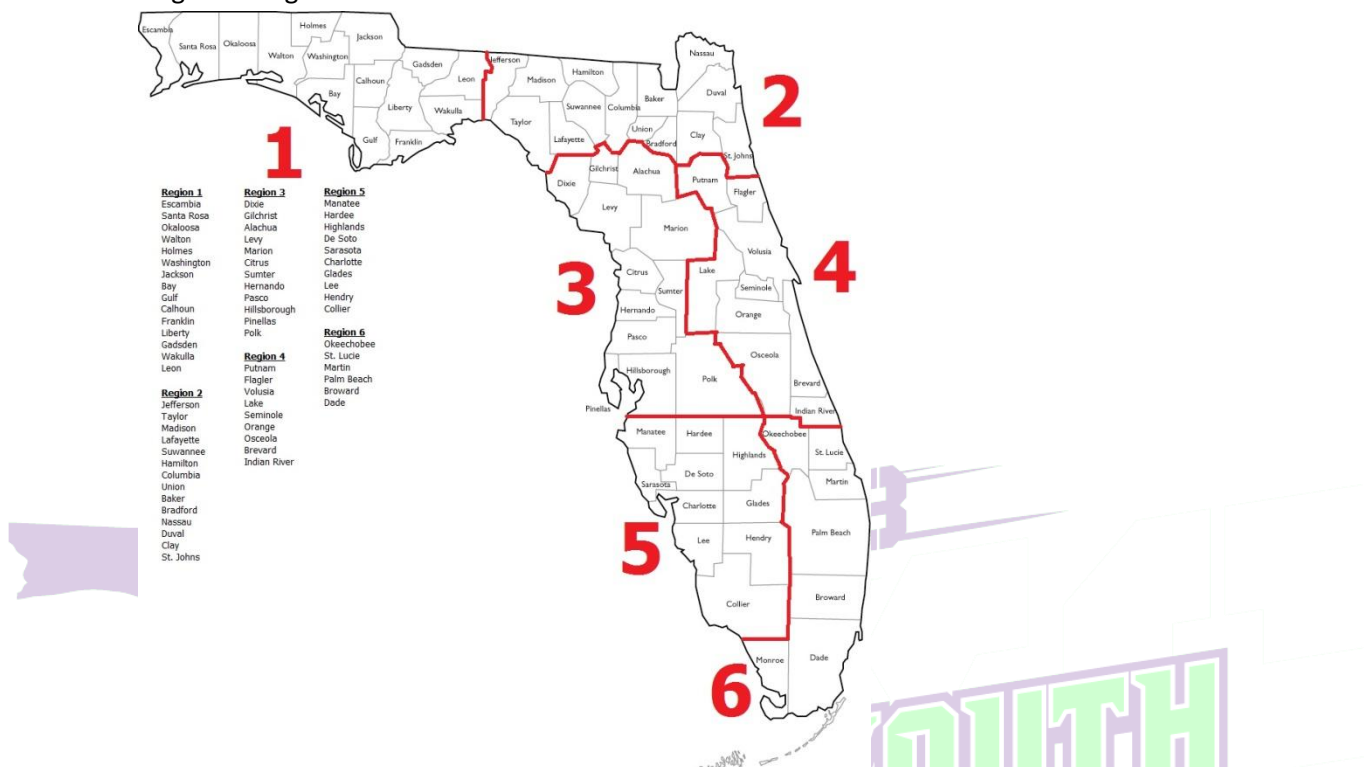 Escambia
Santa Rosa
Okaloosa
Walton
Holmes
Washington
Jackson
Bay
Calhoun
Gulf
Liberty
Franklin
Gadsden
Leon
Wakulla
Jefferson
Madison
Taylor
Hamilton
Suwannee
Lafayette
Columbia
Baker
Union
Bradford
Nassau
Duval
Clay
St. Johns
Dixie
Gilchrist
Alachua
Levy
Marion
Putnam
Flagler
Volusia
Lake
Seminole
Orange
Citrus
Sumter
Hernando
Pasco
Hillsborough
Pinellas
Polk
Osceola
Brevard
Indian River
Manatee
Hardee
Highlands
Okeechobee
St. Lucie
De Soto
Sarasota
Martin
Charlotte
Glades
Lee
Hendry
Palm Beach
Collier
Broward
Monroe
Dade
1
2
3
4
5
6
Region 1
Escambia
Santa Rosa
Okaloosa
Walton
Holmes
Washington
Jackson
Bay
Gulf
Calhoun
Franklin
Liberty
Gadsden
Wakulla
Leon
Region 2
Jefferson
Taylor
Madison
Lafayette
Suwannee
Hamilton
Columbia
Union
Baker
Bradford
Nassau
Duval
Clay
St. Johns
Region 3
Dixie
Gilchrist
Alachua
Levy
Marion
Citrus
Sumter
Hernando
Pasco
Hillsborough
Pinellas
Polk
Region 4
Putnam
Flagler
Volusia
Lake
Seminole
Orange
Osceola
Brevard
Indian River
Region 5
Manatee
Hardee
Highlands
De Soto
Sarasota
Charlotte
Glades
Lee
Hendry
Collier
Region 6
Okeechobee
St. Lucie
Martin
Palm Beach
Broward
Dade
OUTH